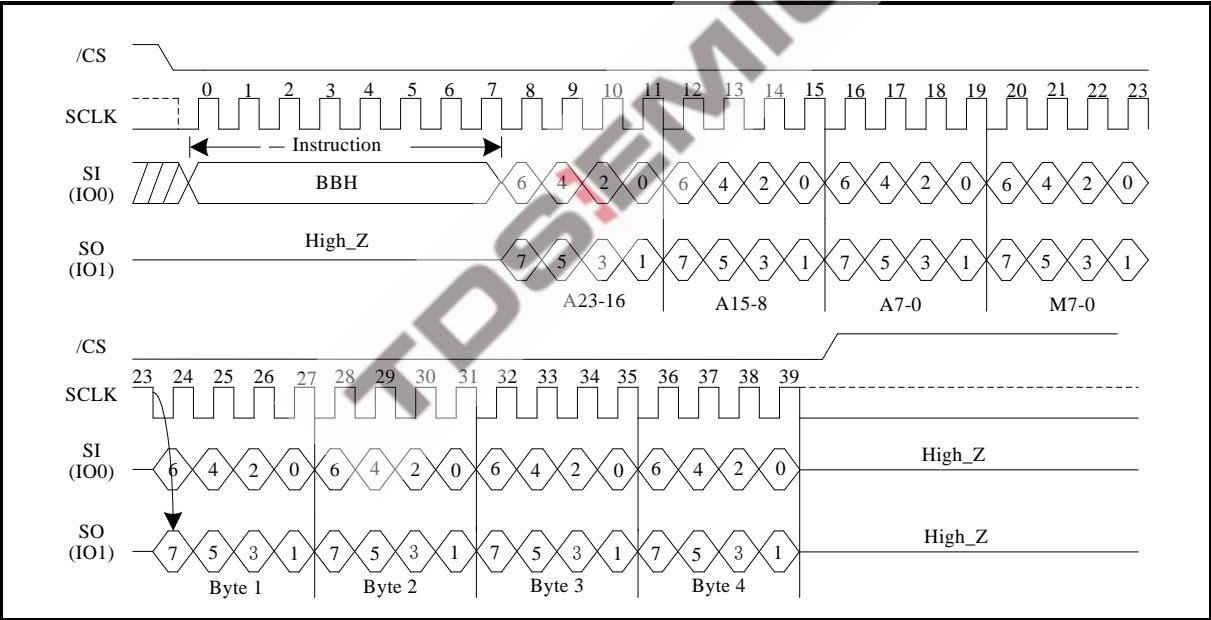 /CS
0 1 2 3 4 5 6 7 8 9 10 11 12 13 14 15 16 17 18 19 20 21 22 23
SCLK
Instruction
SI
(IO0)
BBH
6 4 2 0 6 4 2 0 6 4 2 0 6 4 2 0
High_Z
SO
(IO1)
7 5 3 1 7 5 3 1 7 5 3 1 7 5 3 1
A23-16 A15-8 A7-0 M7-0
/CS
23 24 25 26 27 28 29 30 31 32 33 34 35 36 37 38 39
SCLK
SI
(IO0)
6 4 2 0 6 4 2 0 6 4 2 0 6 4 2 0
High_Z
SO
(IO1)
7 5 3 1 7 5 3 1 7 5 3 1 7 5 3 1
High_Z
Byte 1 Byte 2 Byte 3 Byte 4